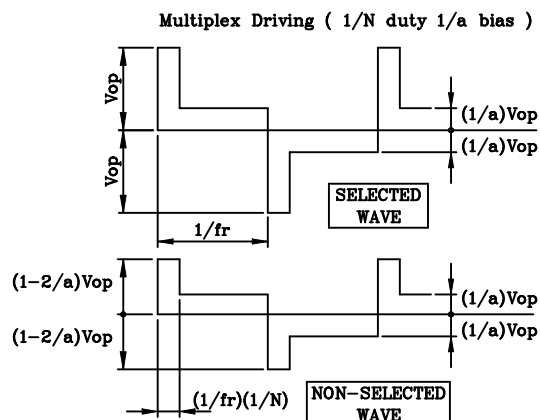 Multiplex Driving ( 1/N duty 1/a bias )
Vop
(1/a)Vop
Vop
(1/a)Vop
SELECTED
WAVE
1/fr
(1-2/a)Vop
(1/a)Vop
(1-2/a)Vop
(1/a)Vop
(1/fr)(1/N)
NON-SELECTED
WAVE